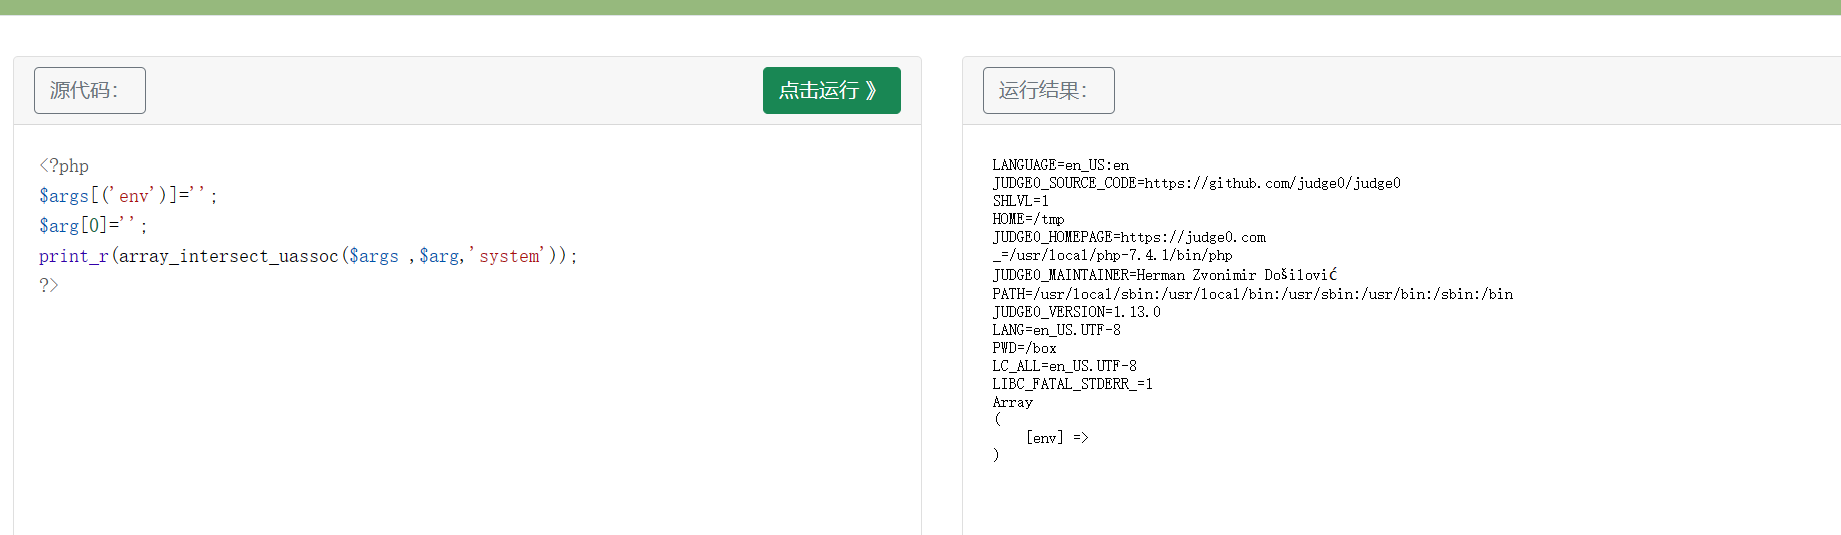 源代码：
点击运行 》
<?php
$args[('env')]='';
$arg[0]='';
print_r(array_intersect_uassoc($args ,$arg,'system'));
?>
运行结果：
LANGUAGE=en_US:en
JUDGE0_SOURCE_CODE=https://github.com/judge0/judge0
SHLVL=1
HOME=/tmp
JUDGE0_HOMEPAGE=https://judge0.com
_=/usr/local/php-7.4.1/bin/php
JUDGE0_MAINTAINER=Herman Zvonimir Došilović
PATH=/usr/local/sbin:/usr/local/bin:/usr/sbin:/usr/bin:/sbin:/bin
JUDGE0_VERSION=1.13.0
LANG=en_US.UTF-8
PWD=/box
LC_ALL=en_US.UTF-8
LIBC_FATAL_STDERR_=1
Array
(
    [env] =>
)